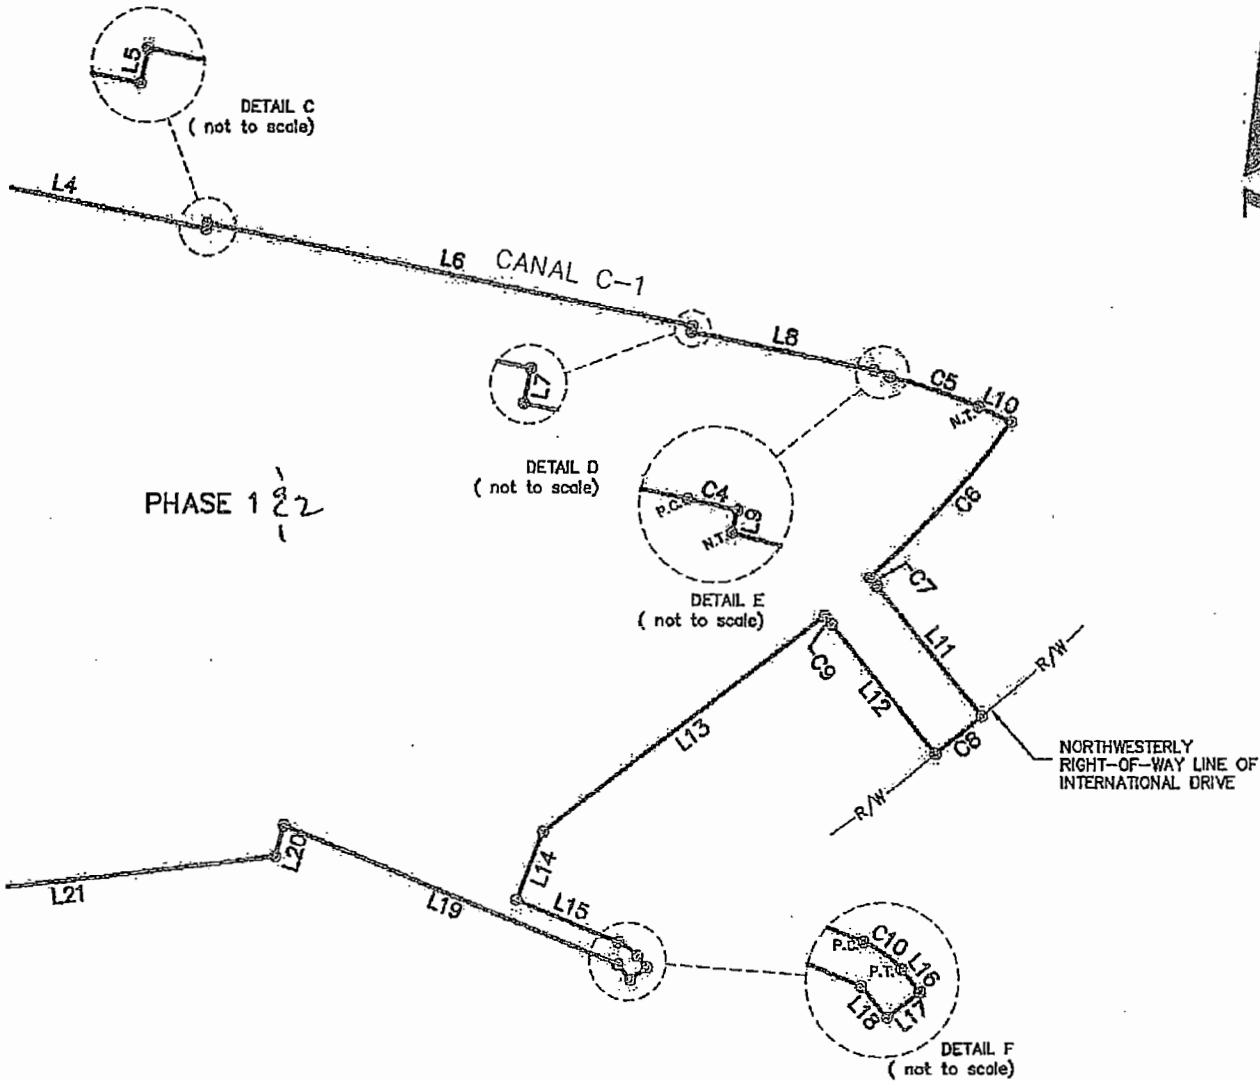 L5
DETAIL C
( not to scale)
L4
L6
CANAL C-1
L8
C5
L10
N.T.
L7
DETAIL D
( not to scale)
C4
P.C.
L9
N.T.
DETAIL E
( not to scale)
C6
C7
PHASE 1 & 2
L11
R/W
C9
L12
L13
C8
NORTHWESTERLY
RIGHT-OF-WAY LINE OF
INTERNATIONAL DRIVE
R/W
L14
L20
L21
L15
L19
P.C.
C10
P.T.
L16
L18
L17
DETAIL F
( not to scale)